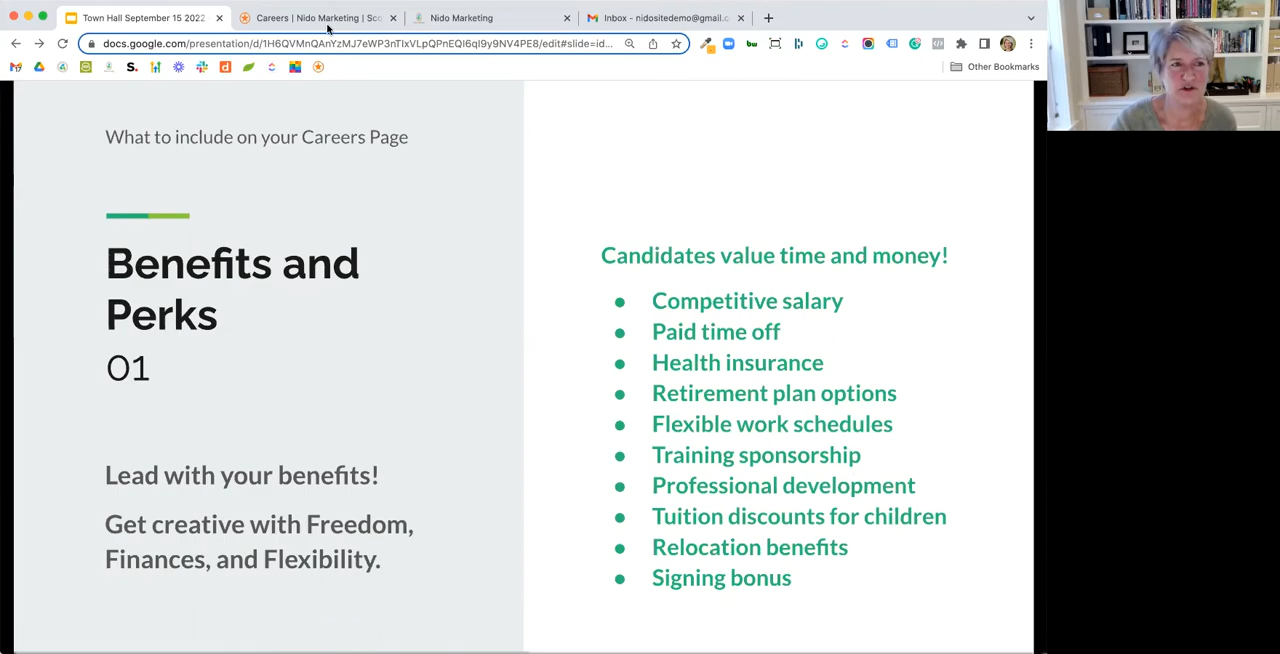 Town Hall September 15 2022
Careers | Nido Marketing | Sco
Nido Marketing
Inbox - nidositedemo@gmail.c
Other Bookmarks
What to include on your Careers Page
Benefits and
Perks
01
Lead with your benefits!
Get creative with Freedom,
Finances, and Flexibility.
Candidates value time and money!
● Competitive salary
● Paid time off
● Health insurance
● Retirement plan options
● Flexible work schedules
● Training sponsorship
● Professional development
● Tuition discounts for children
● Relocation benefits
● Signing bonus